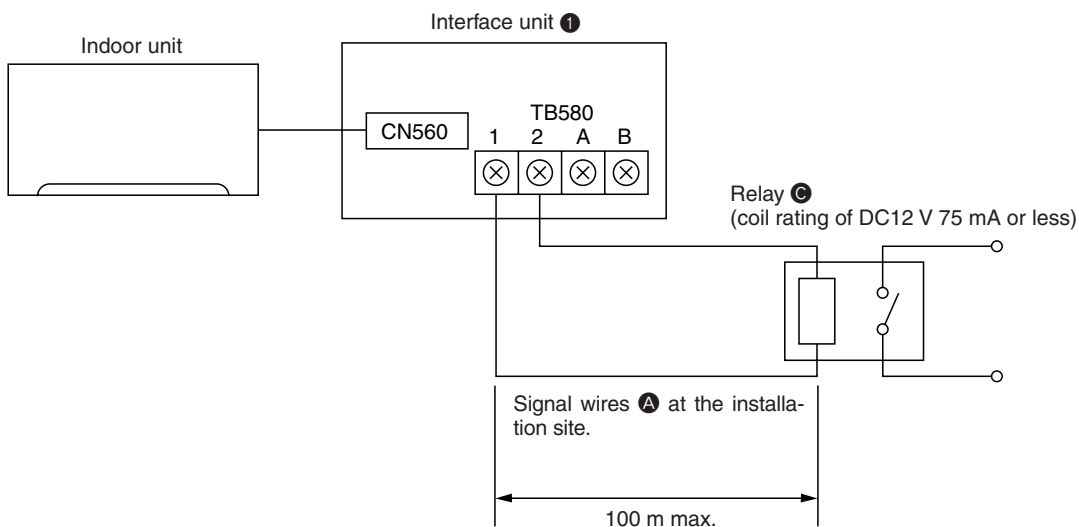 Interface unit ❶
Indoor unit
TB580
CN560
1 2 A B
Relay 🅒
(coil rating of DC12 V 75 mA or less)
Signal wires 🅐 at the installa-
tion site.
100 m max.